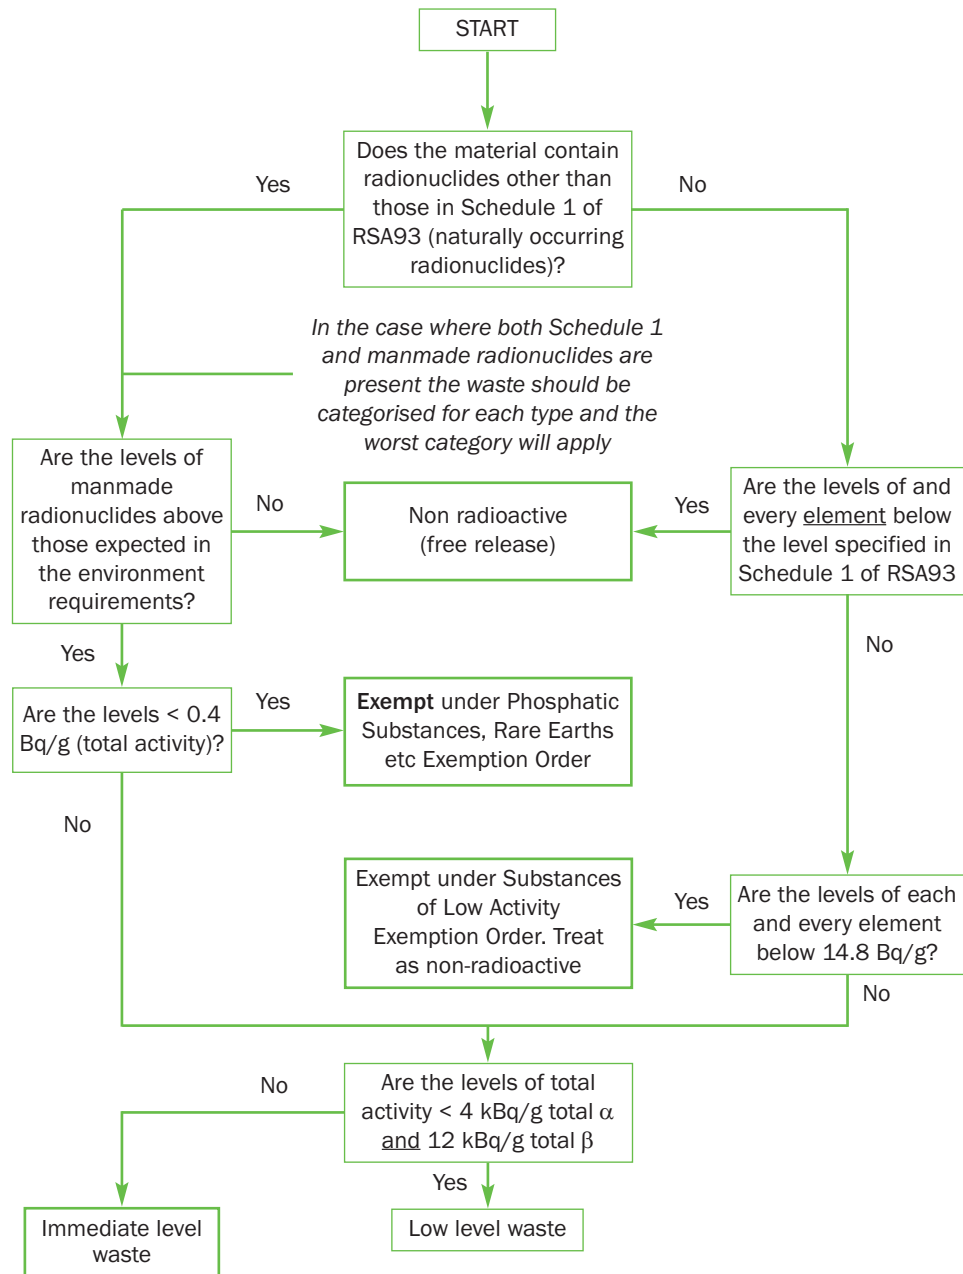 START
Does the material contain
radionuclides other than
those in Schedule 1 of
RSA93 (naturally occurring
radionuclides)?
Yes
No
In the case where both Schedule 1
and manmade radionuclides are
present the waste should be
categorised for each type and the
worst category will apply
Are the levels of
manmade
radionuclides above
those expected in
the environment
requirements?
No
Non radioactive
(free release)
Yes
Are the levels of and
every element below
the level specified in
Schedule 1 of RSA93
Yes
No
Are the levels < 0.4
Bq/g (total activity)?
Yes
Exempt under Phosphatic
Substances, Rare Earths
etc Exemption Order
No
Exempt under Substances
of Low Activity
Exemption Order. Treat
as non-radioactive
Yes
Are the levels of each
and every element
below 14.8 Bq/g?
No
Are the levels of total
activity < 4 kBq/g total α
and 12 kBq/g total β
No
Yes
Immediate level
waste
Low level waste